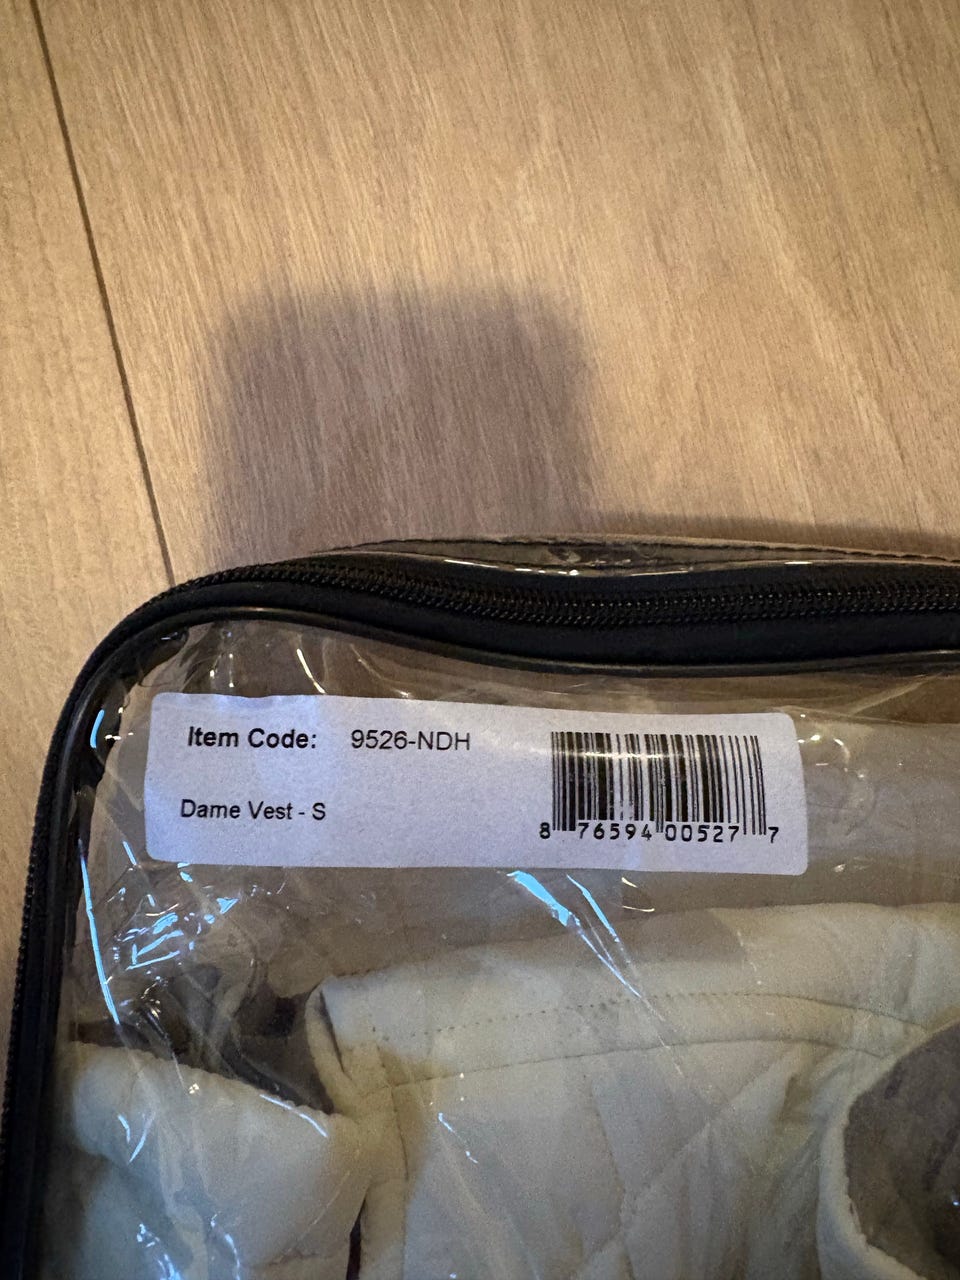 Item Code: 9526-NDH
Dame Vest - S
8 76594 00527 7